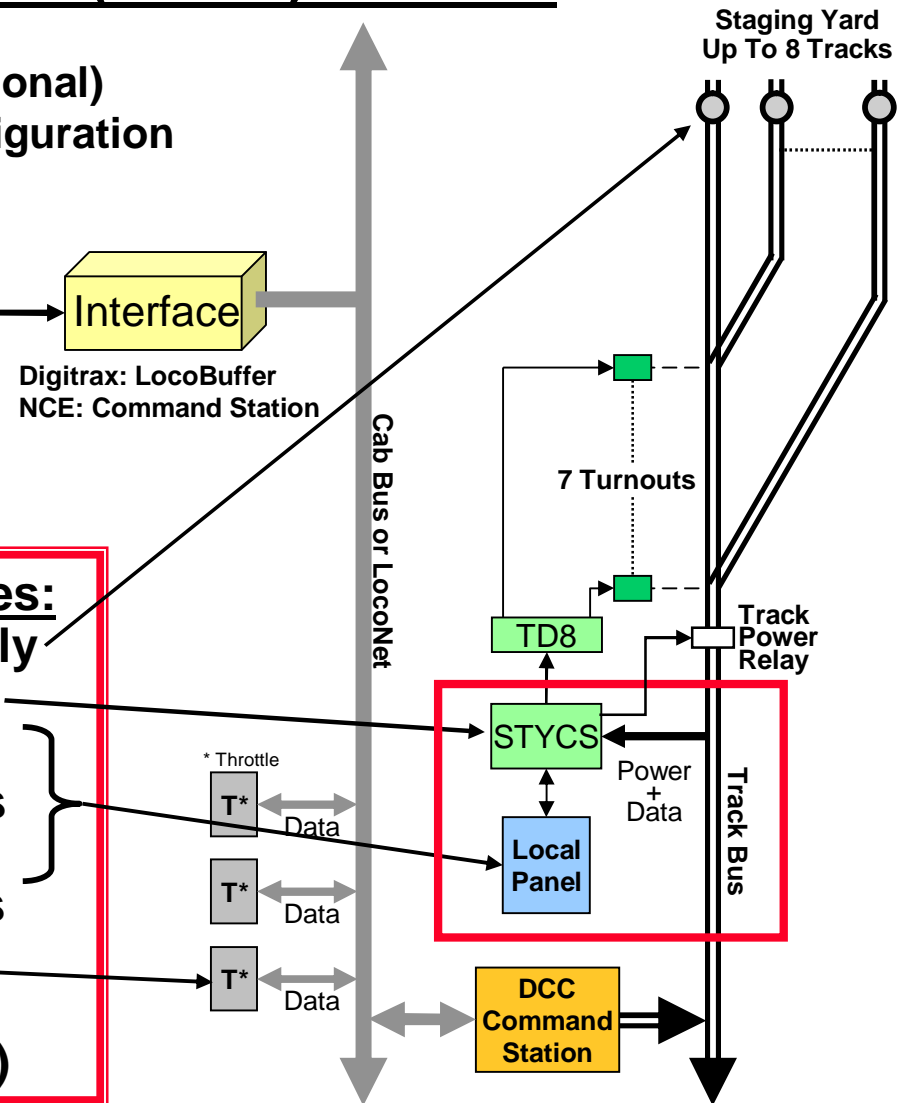 Staging Yard
Up To 8 Tracks
onal)
iguration
Interface
Digitrax: LocoBuffer
NCE: Command Station
Cab Bus or LocoNet
7 Turnouts
es:
ly
TD8
Track
Power
Relay
STYCS
Power
+
Data
Track Bus
* Throttle
T*
Data
s
Local
Panel
T*
Data
s
T*
Data
DCC
Command
Station
)